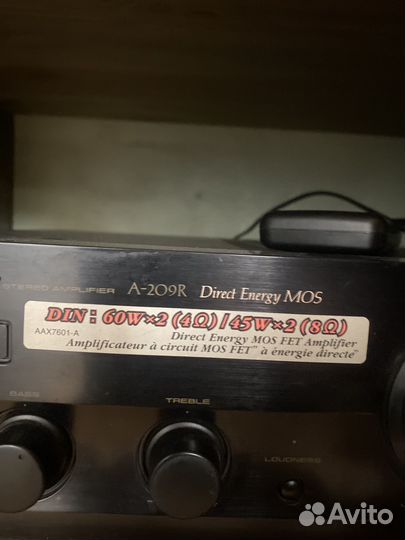 STEREO AMPLIFIER A-209R Direct Energy MOS
DIN : 60W×2 (4Ω) / 45W×2 (8Ω)
AAX7601-A Direct Energy MOS FET Amplifier
Amplificateur à circuit MOS FET" à énergie directe"
BASS
TREBLE
LOUDNESS
Avito